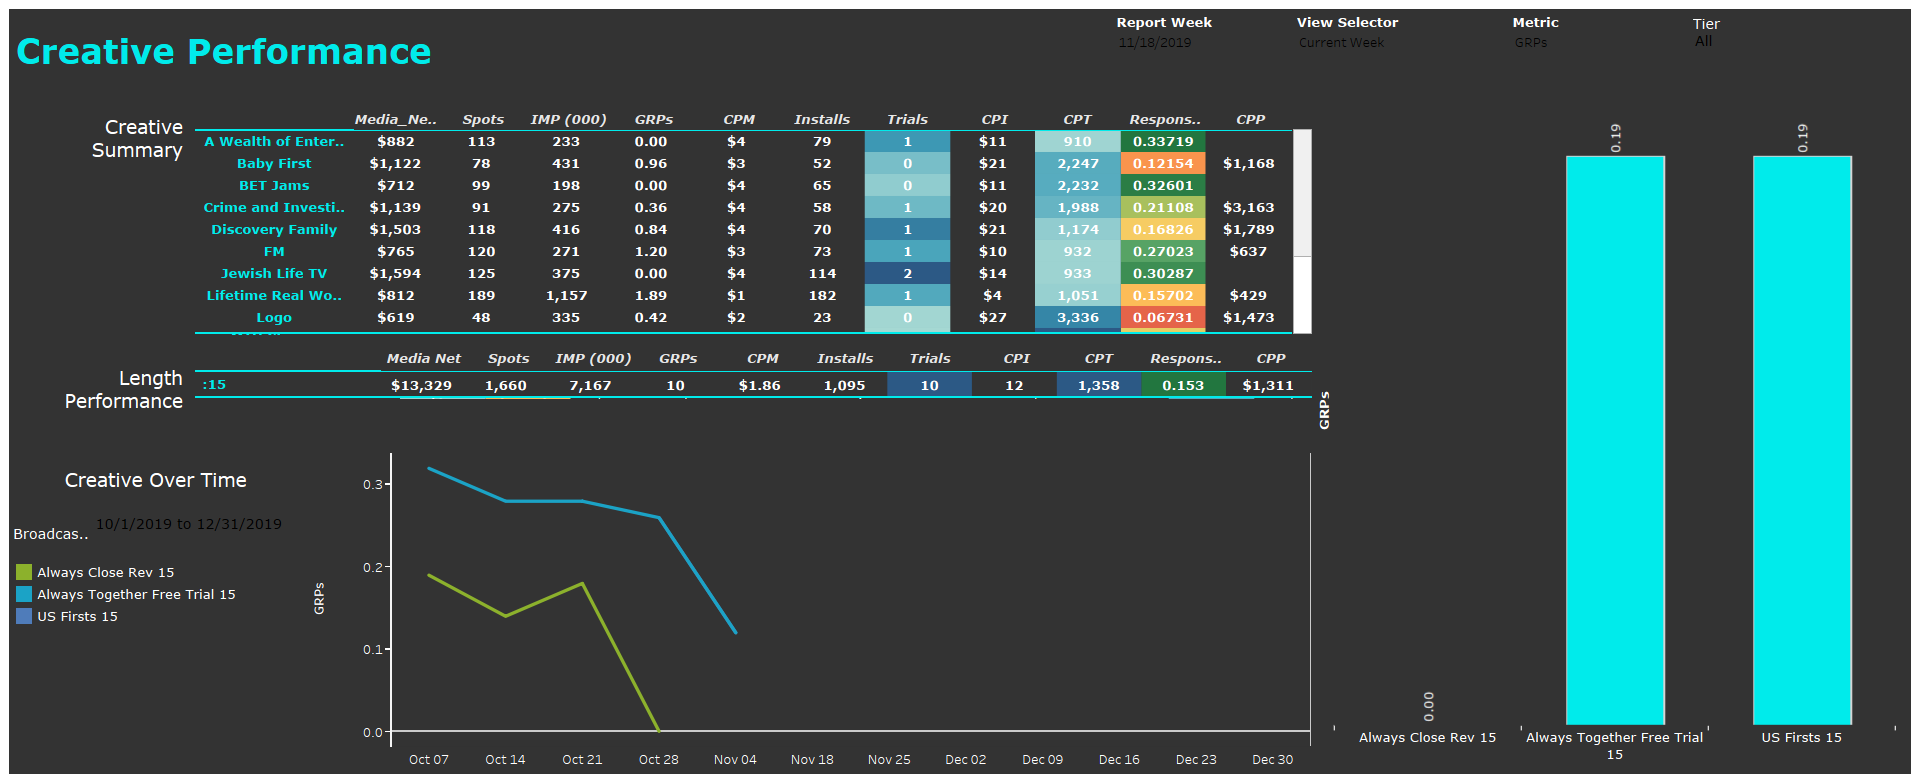 Creative Performance
Report Week
11/18/2019
View Selector
Current Week
Metric
GRPs
Tier
All
Creative
Summary
Media_Ne.. Spots IMP (000) GRPs CPM Installs Trials CPI CPT Respons.. CPP
A Wealth of Enter.. $882 113 233 0.00 $4 79 1 $11 910 0.33719
Baby First $1,122 78 431 0.96 $3 52 0 $21 2,247 0.12154 $1,168
BET Jams $712 99 198 0.00 $4 65 0 $11 2,232 0.32601
Crime and Investi.. $1,139 91 275 0.36 $4 58 1 $20 1,988 0.21108 $3,163
Discovery Family $1,503 118 416 0.84 $4 70 1 $21 1,174 0.16826 $1,789
FM $765 120 271 1.20 $3 73 1 $10 932 0.27023 $637
Jewish Life TV $1,594 125 375 0.00 $4 114 2 $14 933 0.30287
Lifetime Real Wo.. $812 189 1,157 1.89 $1 182 1 $4 1,051 0.15702 $429
Logo $619 48 335 0.42 $2 23 0 $27 3,336 0.06731 $1,473
Length
Performance
Media Net Spots IMP (000) GRPs CPM Installs Trials CPI CPT Respons.. CPP
:15 $13,329 1,660 7,167 10 $1.86 1,095 10 12 1,358 0.153 $1,311
Creative Over Time
Broadcas.. 10/1/2019 to 12/31/2019
Always Close Rev 15
Always Together Free Trial 15
US Firsts 15
GRPs
0.3
0.2
0.1
0.0
Oct 07 Oct 14 Oct 21 Oct 28 Nov 04 Nov 18 Nov 25 Dec 02 Dec 09 Dec 16 Dec 23 Dec 30
GRPs
0.00
0.19
0.19
Always Close Rev 15
Always Together Free Trial
15
US Firsts 15